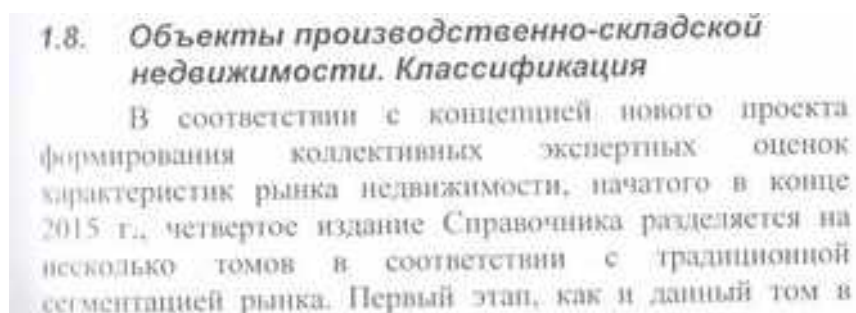 1.8. Объекты производственно-складской
недвижимости. Классификация
В соответствии с концепцией нового проекта
формирования коллективных экспертных оценок
характеристик рынка недвижимости, начатого в конце
2015 г., четвертое издание Справочника разделяется на
несколько томов в соответствии с традиционной
сегментацией рынка. Первый этап, как и данный том в